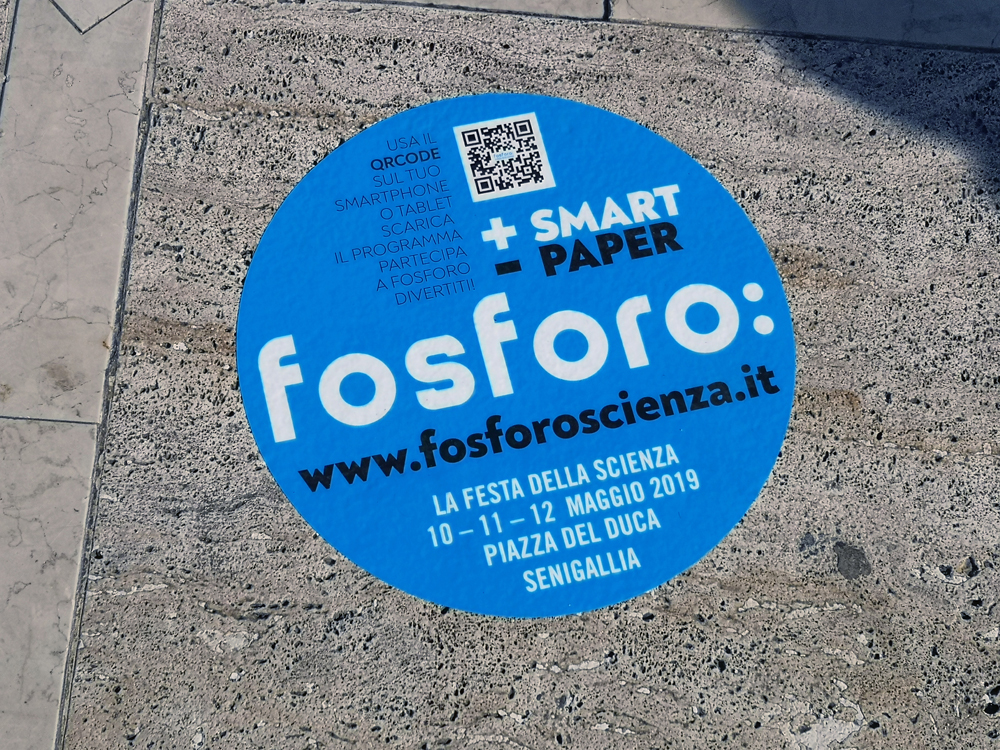 USA IL
QRCODE
SUL TUO
SMARTPHONE
O TABLET
SCARICA
IL PROGRAMMA
PARTECIPA
A FOSFORO
DIVERTITI!
+ SMART
- PAPER
fosforo:
www.fosforoscienza.it
LA FESTA DELLA SCIENZA
10 – 11 – 12 MAGGIO 2019
PIAZZA DEL DUCA
SENIGALLIA